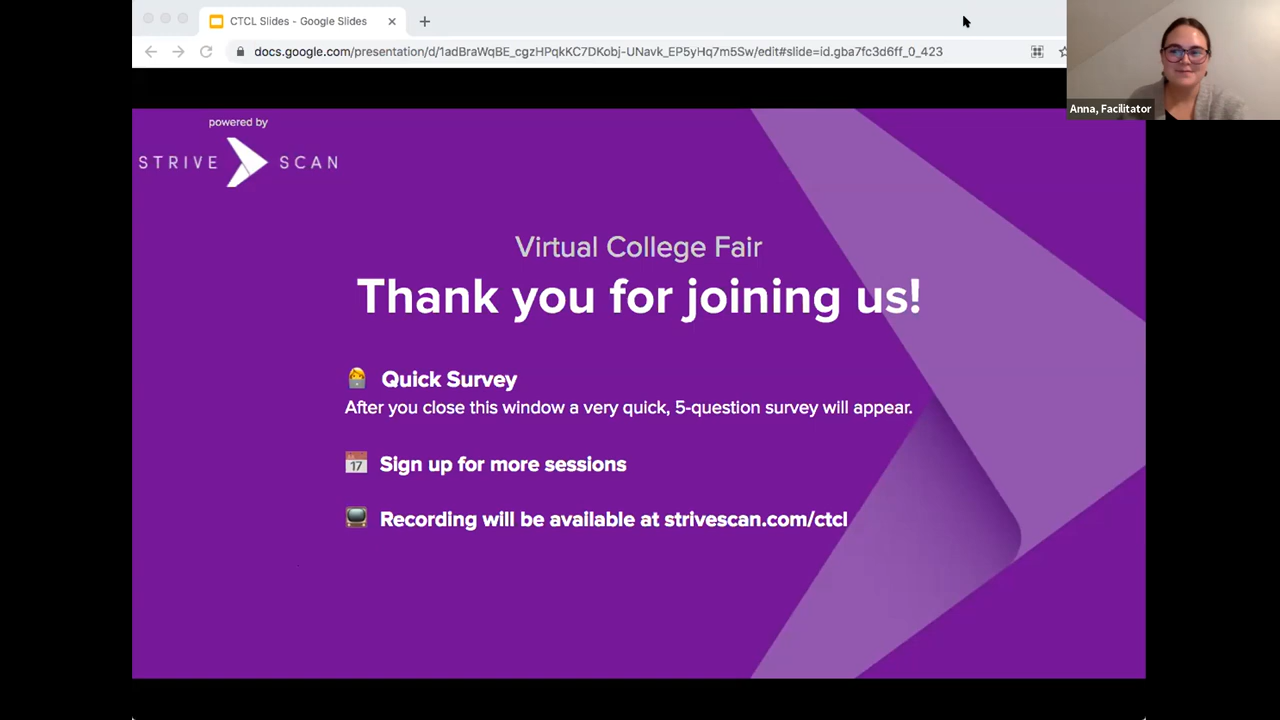 CTCL Slides - Google Slides
docs.google.com/presentation/d/1adBraWqBE_cgzHPqkKC7DKobj-UNavk_EP5yHq7m5Sw/edit#slide=id.gba7fc3d6ff_0_423
Anna, Facilitator
powered by
STRIVE SCAN
Virtual College Fair
Thank you for joining us!
Quick Survey
After you close this window a very quick, 5-question survey will appear.
17 Sign up for more sessions
Recording will be available at strivescan.com/ctcl